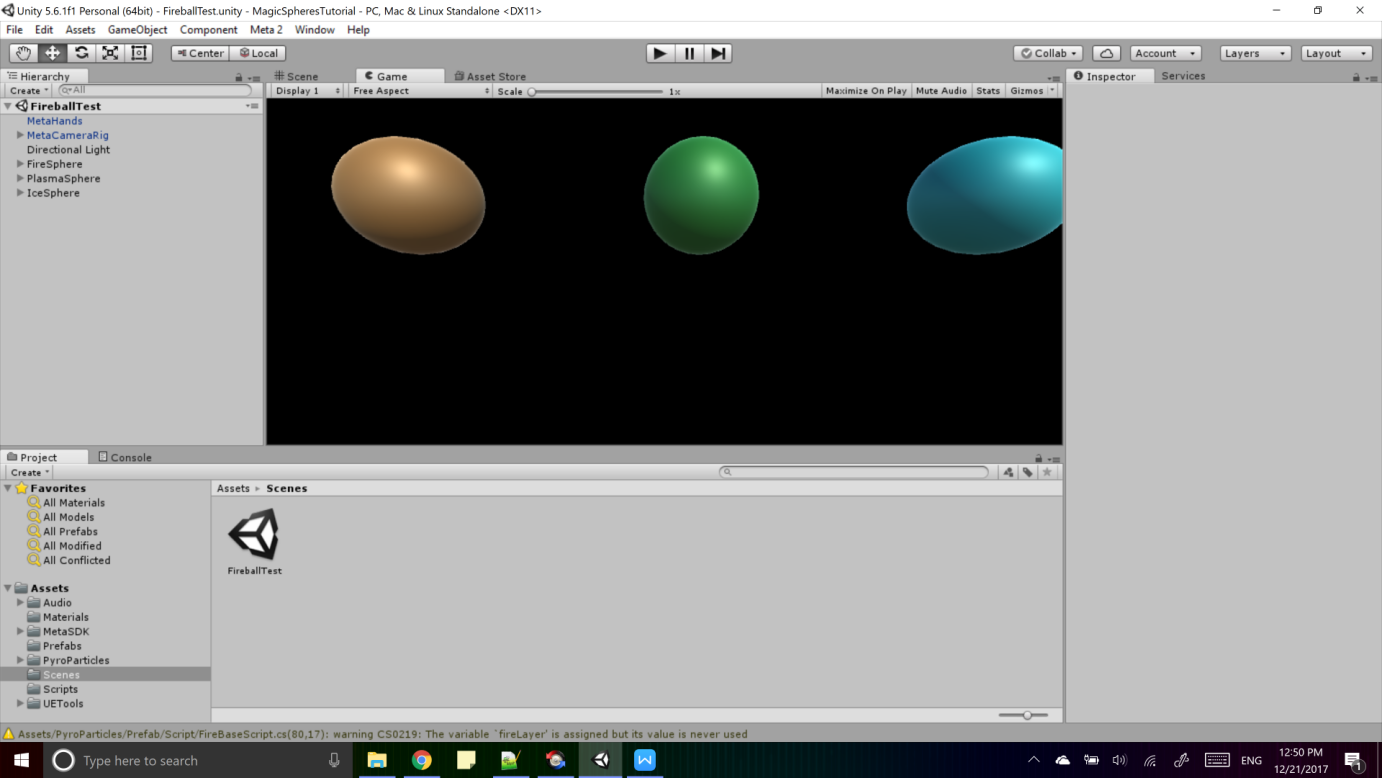 Unity 5.6.1f1 Personal (64bit) - FireballTest.unity - MagicSpheresTutorial - PC, Mac & Linux Standalone <DX11>
File Edit Assets GameObject Component Meta 2 Window Help
Center Local Collab Account Layers Layout
Hierarchy
Create All
FireballTest
MetaHands
MetaCameraRig
Directional Light
FireSphere
PlasmaSphere
IceSphere
Scene Game Asset Store
Display 1 Free Aspect Scale 1x Maximize On Play Mute Audio Stats Gizmos
Inspector Services
Project Console
Create
Favorites
All Materials
All Models
All Prefabs
All Modified
All Conflicted
Assets
Audio
Materials
MetaSDK
Prefabs
PyroParticles
Scenes
Scripts
UETools
Assets ▸ Scenes
FireballTest
Assets/PyroParticles/Prefab/Script/FireBaseScript.cs(80,17): warning CS0219: The variable `fireLayer' is assigned but its value is never used
Type here to search
ENG
12:50 PM
12/21/2017
1